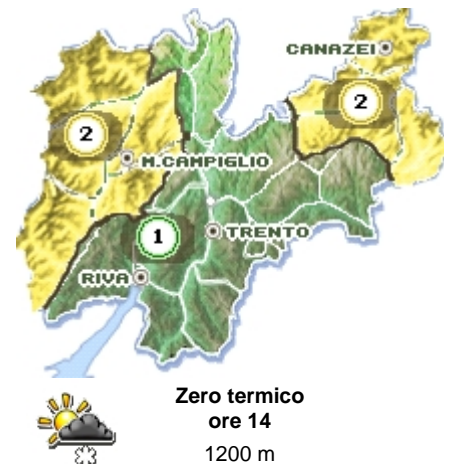 CANAZEI
2
2
M.CAMPIGLIO
1
TRENTO
RIVA
Zero termico
ore 14
1200 m